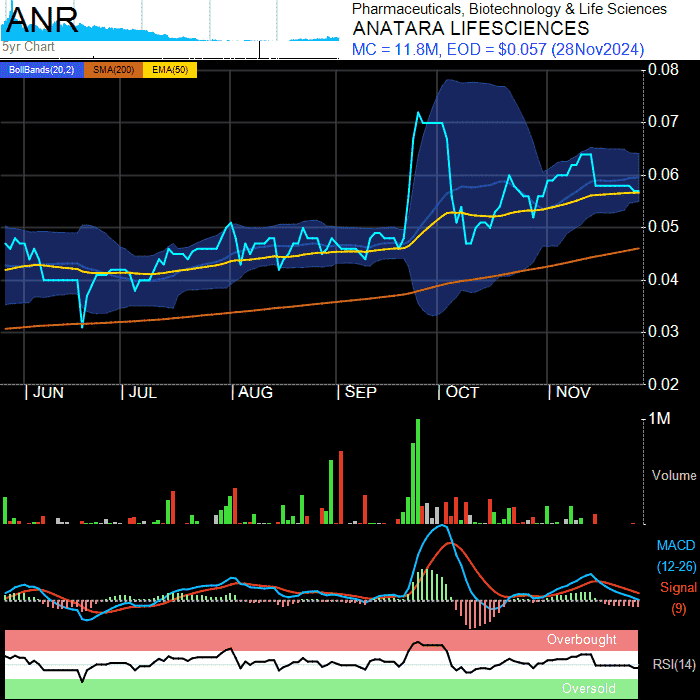 ANR
5yr Chart
Pharmaceuticals, Biotechnology & Life Sciences
ANATARA LIFESCIENCES
MC = 11.8M, EOD = $0.057 (28Nov2024)
BollBands(20,2) SMA(200) EMA(50)
0.08
0.07
0.06
0.05
0.04
0.03
0.02
JUN JUL AUG SEP OCT NOV
1M
Volume
MACD
(12-26)
Signal
(9)
Overbought
RSI(14)
Oversold